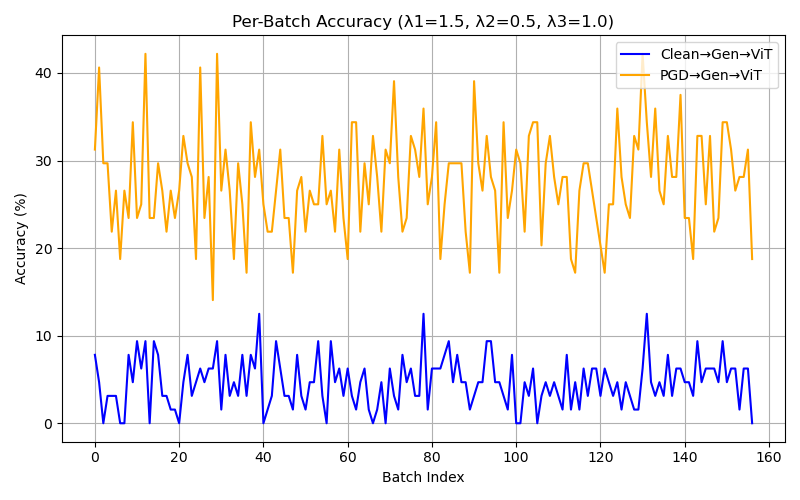 Per-Batch Accuracy (λ1=1.5, λ2=0.5, λ3=1.0)
Clean→Gen→ViT
PGD→Gen→ViT
Accuracy (%)
40
30
20
10
0
0 20 40 60 80 100 120 140 160
Batch Index